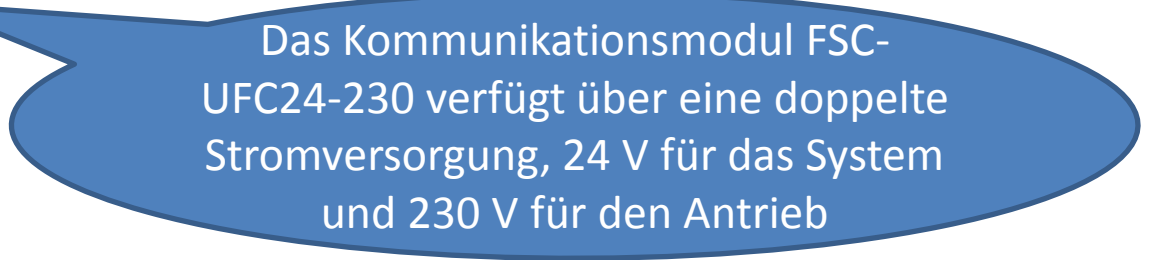 Das Kommunikationsmodul FSC-
UFC24-230 verfügt über eine doppelte
Stromversorgung, 24 V für das System
und 230 V für den Antrieb